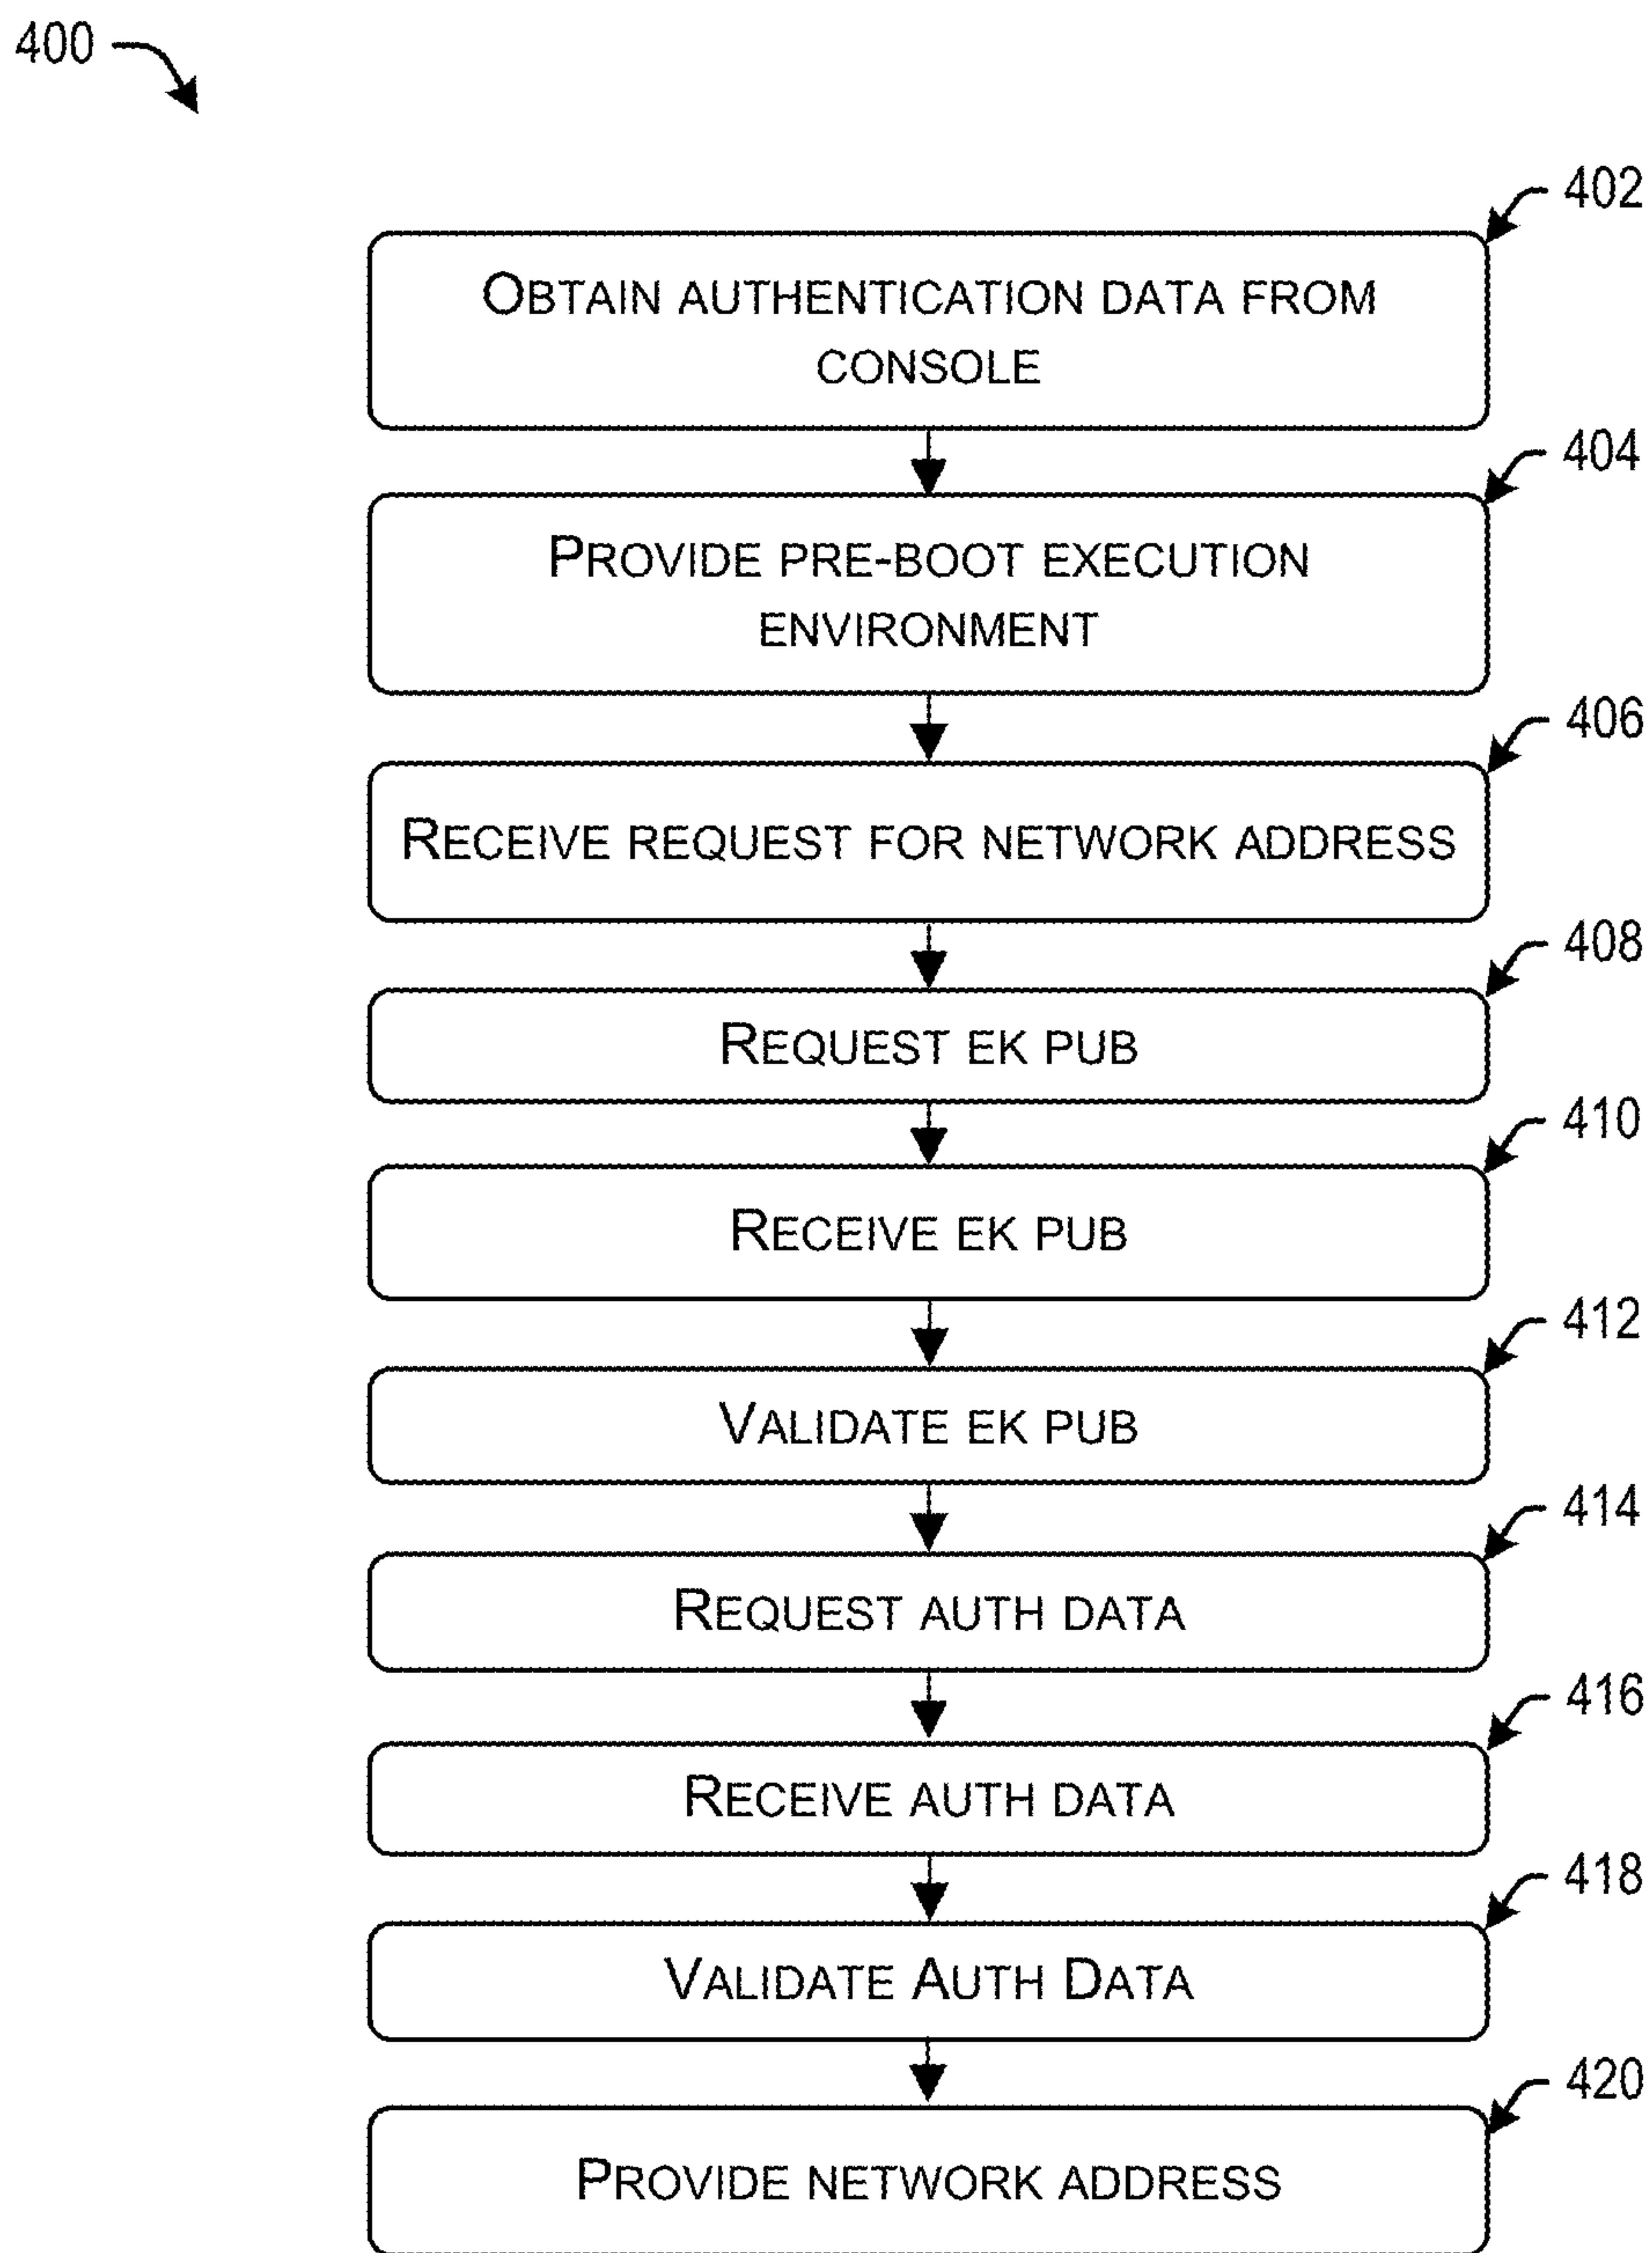 400
402
OBTAIN AUTHENTICATION DATA FROM
CONSOLE
404
PROVIDE PRE-BOOT EXECUTION
ENVIRONMENT
406
RECEIVE REQUEST FOR NETWORK ADDRESS
408
REQUEST EK PUB
410
RECEIVE EK PUB
412
VALIDATE EK PUB
414
REQUEST AUTH DATA
416
RECEIVE AUTH DATA
418
VALIDATE AUTH DATA
420
PROVIDE NETWORK ADDRESS